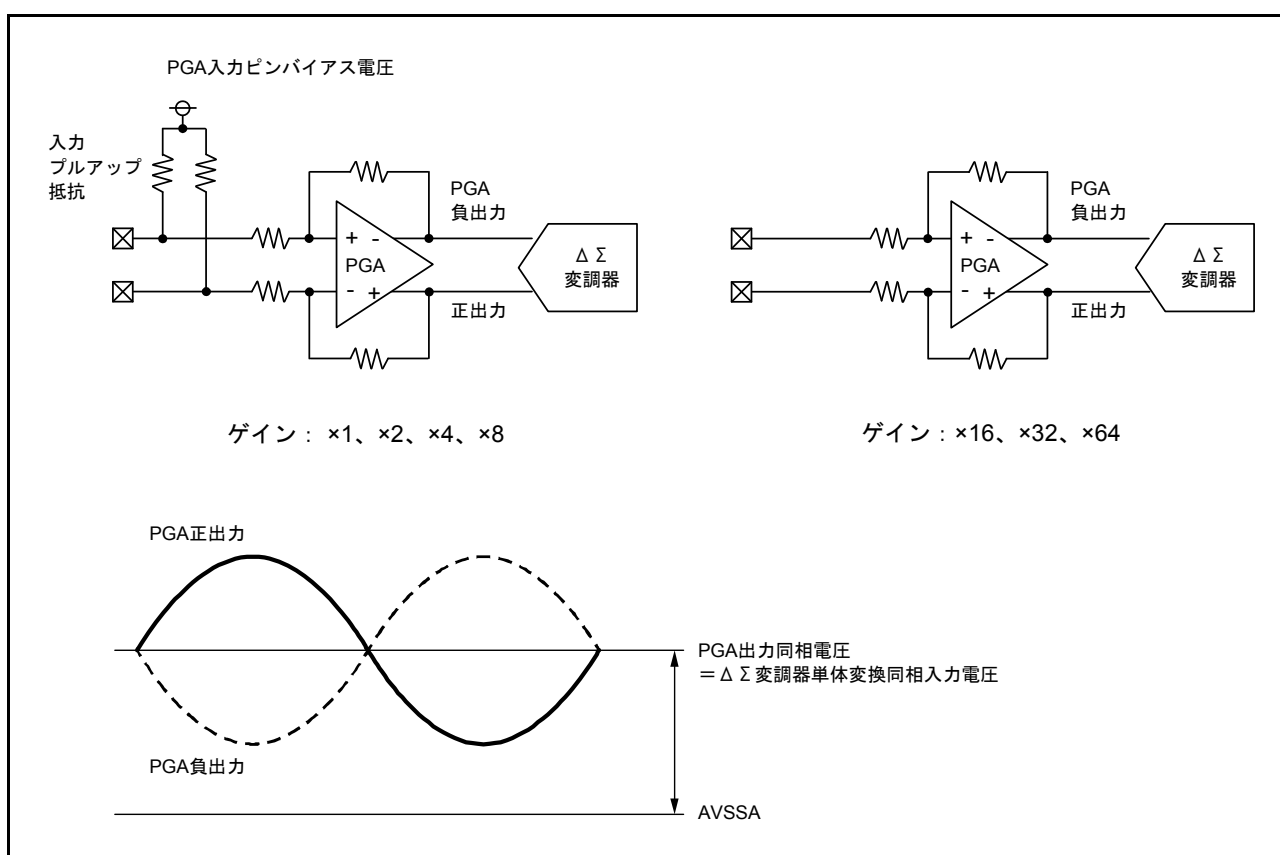 PGA入力ピンバイアス電圧
入力
プルアップ
抵抗
+ -
PGA
- +
PGA
負出力
正出力
Δ Σ
変調器
ゲイン： ×1、×2、×4、×8
+ -
PGA
- +
PGA
負出力
正出力
Δ Σ
変調器
ゲイン：×16、×32、×64
PGA正出力
PGA負出力
PGA出力同相電圧
＝Δ Σ変調器単体変換同相入力電圧
AVSSA